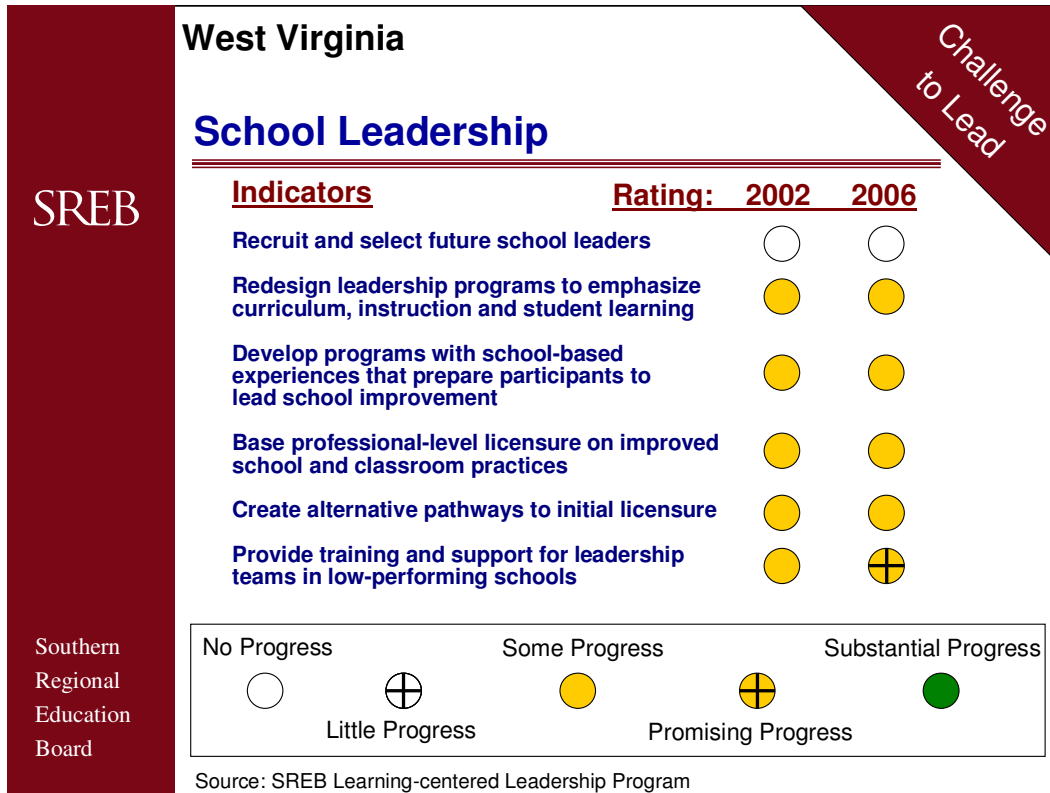 West Virginia
Challenge
to Lead
School Leadership
SREB
Indicators Rating: 2002 2006
Recruit and select future school leaders
Redesign leadership programs to emphasize
curriculum, instruction and student learning
Develop programs with school-based
experiences that prepare participants to
lead school improvement
Base professional-level licensure on improved
school and classroom practices
Create alternative pathways to initial licensure
Provide training and support for leadership
teams in low-performing schools
Southern
Regional
Education
Board
No Progress Some Progress Substantial Progress
Little Progress Promising Progress
Source: SREB Learning-centered Leadership Program